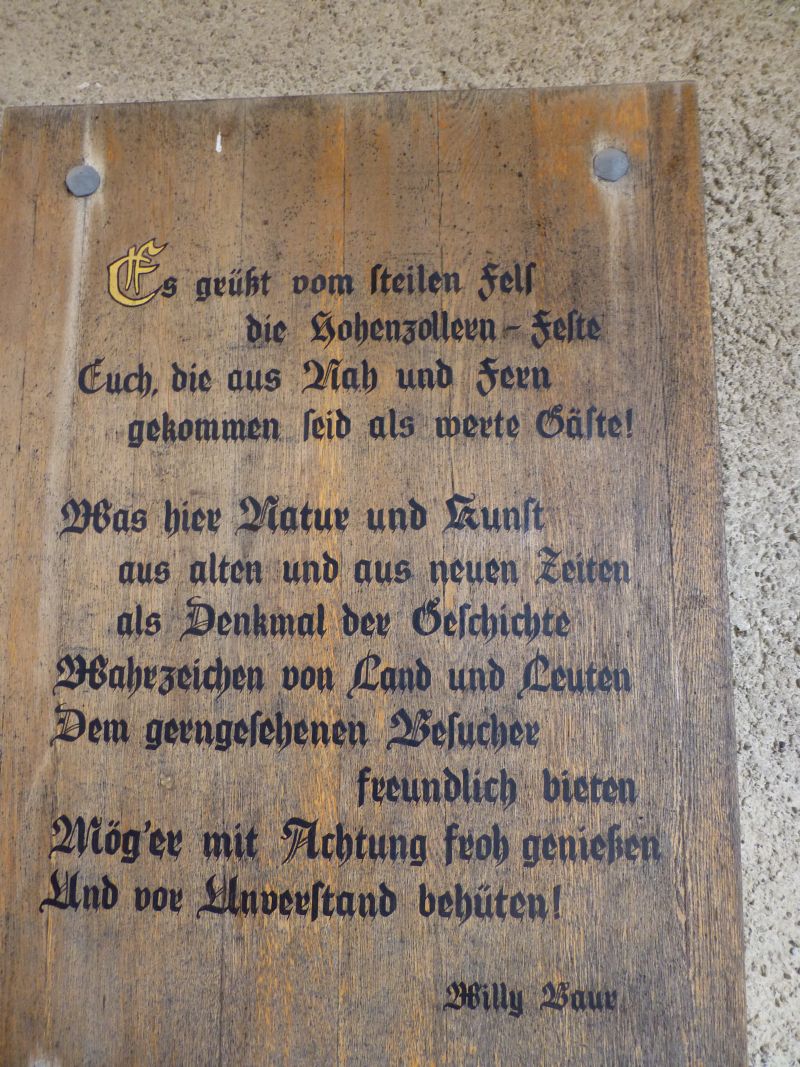 Es grüßt vom ſteilen Felſ
die Hohenzollern-Feſte
Euch, die aus Nah und Fern
gekommen ſeid als werte Gäſte!
Was hier Natur und Kunſt
aus alten und aus neuen Zeiten
als Denkmal der Geſchichte
Wahrzeichen von Land und Leuten
Dem gerngeſehenen Beſucher
freundlich bieten
Mög'er mit Achtung froh genießen
Und vor Unverſtand behüten!
Willy Baur